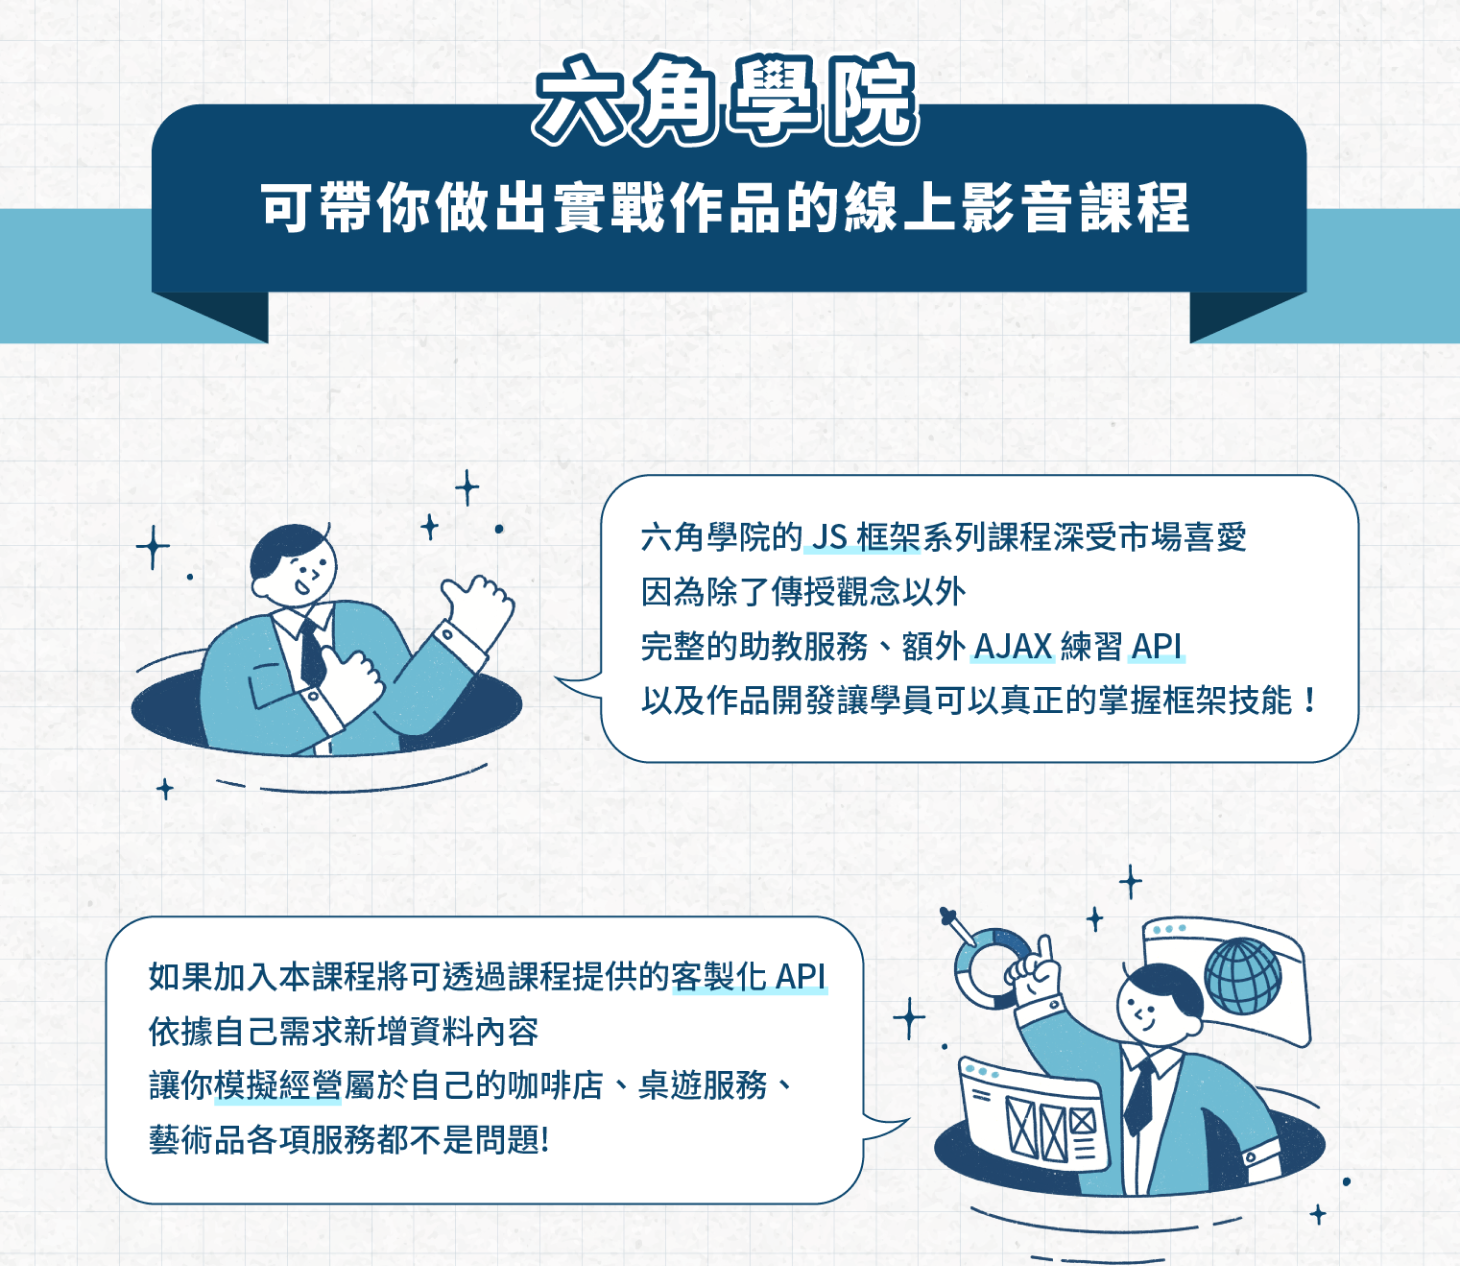 六角學院
可帶你做出實戰作品的線上影音課程
六角學院的 JS 框架系列課程深受市場喜愛
因為除了傳授觀念以外
完整的助教服務、額外 AJAX 練習 API
以及作品開發讓學員可以真正的掌握框架技能！
如果加入本課程將可透過課程提供的客製化 API
依據自己需求新增資料內容
讓你模擬經營屬於自己的咖啡店、桌遊服務、
藝術品各項服務都不是問題!